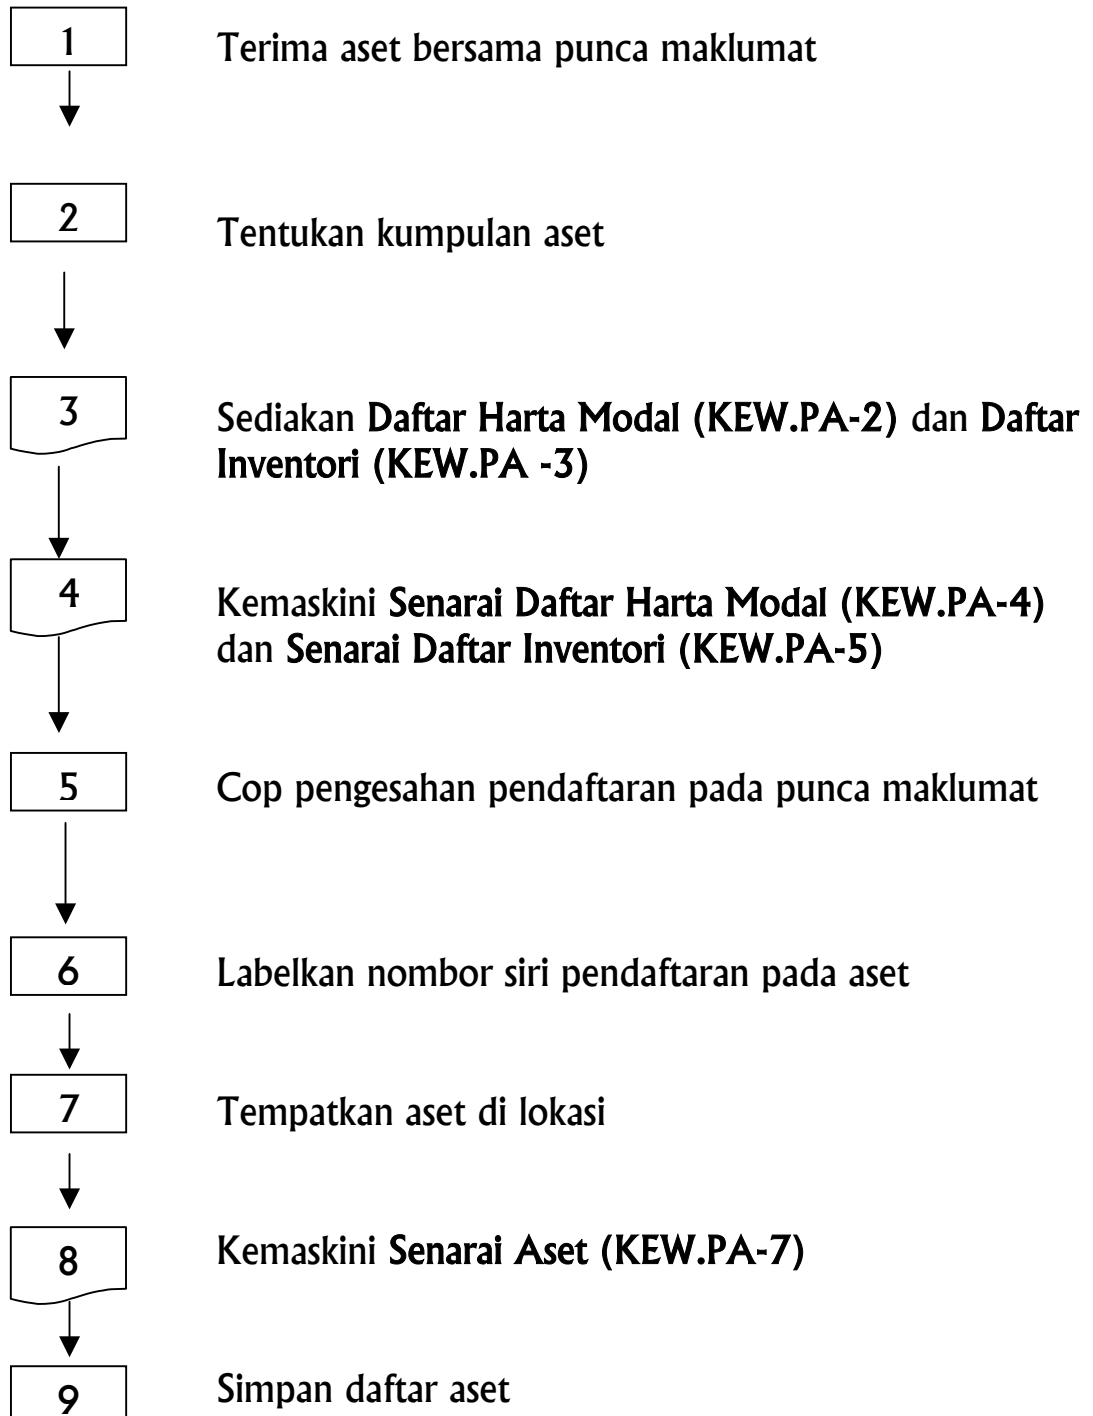 1 Terima aset bersama punca maklumat
2 Tentukan kumpulan aset
3 Sediakan Daftar Harta Modal (KEW.PA-2) dan Daftar
Inventori (KEW.PA -3)
4 Kemaskini Senarai Daftar Harta Modal (KEW.PA-4)
dan Senarai Daftar Inventori (KEW.PA-5)
5 Cop pengesahan pendaftaran pada punca maklumat
6 Labelkan nombor siri pendaftaran pada aset
7 Tempatkan aset di lokasi
8 Kemaskini Senarai Aset (KEW.PA-7)
9 Simpan daftar aset